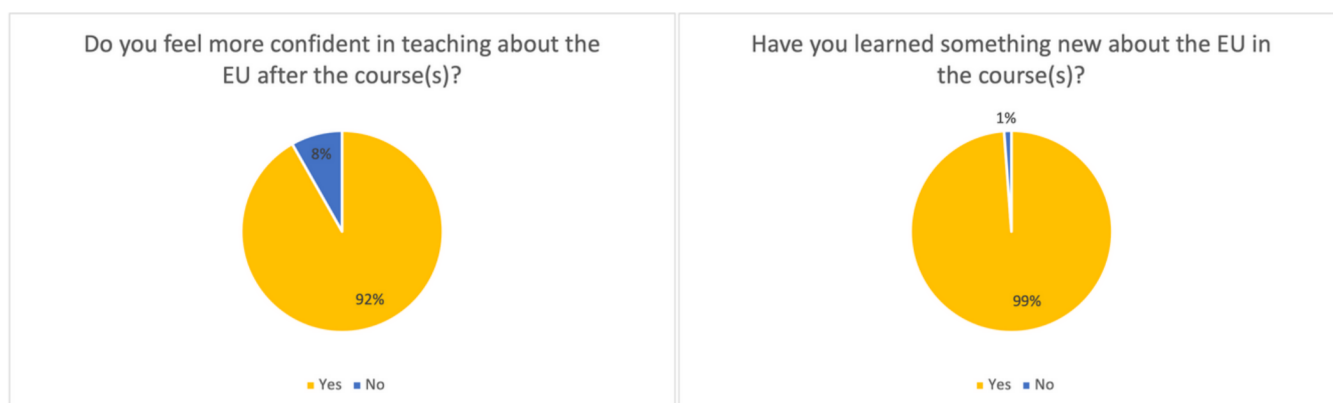 Do you feel more confident in teaching about the
EU after the course(s)?
8%
92%
Yes No
Have you learned something new about the EU in
the course(s)?
1%
99%
Yes No